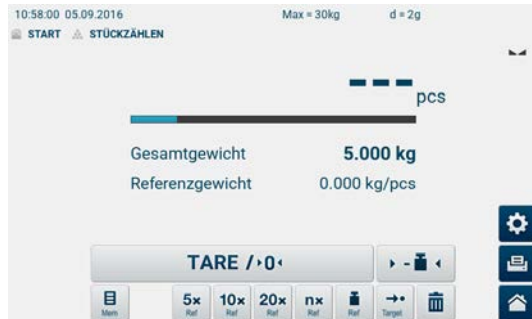 10:58:00 05.09.2016 Max = 30kg d = 2g
START STÜCKZÄHLEN
--- pcs
Gesamtgewicht 5.000 kg
Referenzgewicht 0.000 kg/pcs
TARE / 0
Mem 5x Ref 10x Ref 20x Ref nx Ref Ref Target